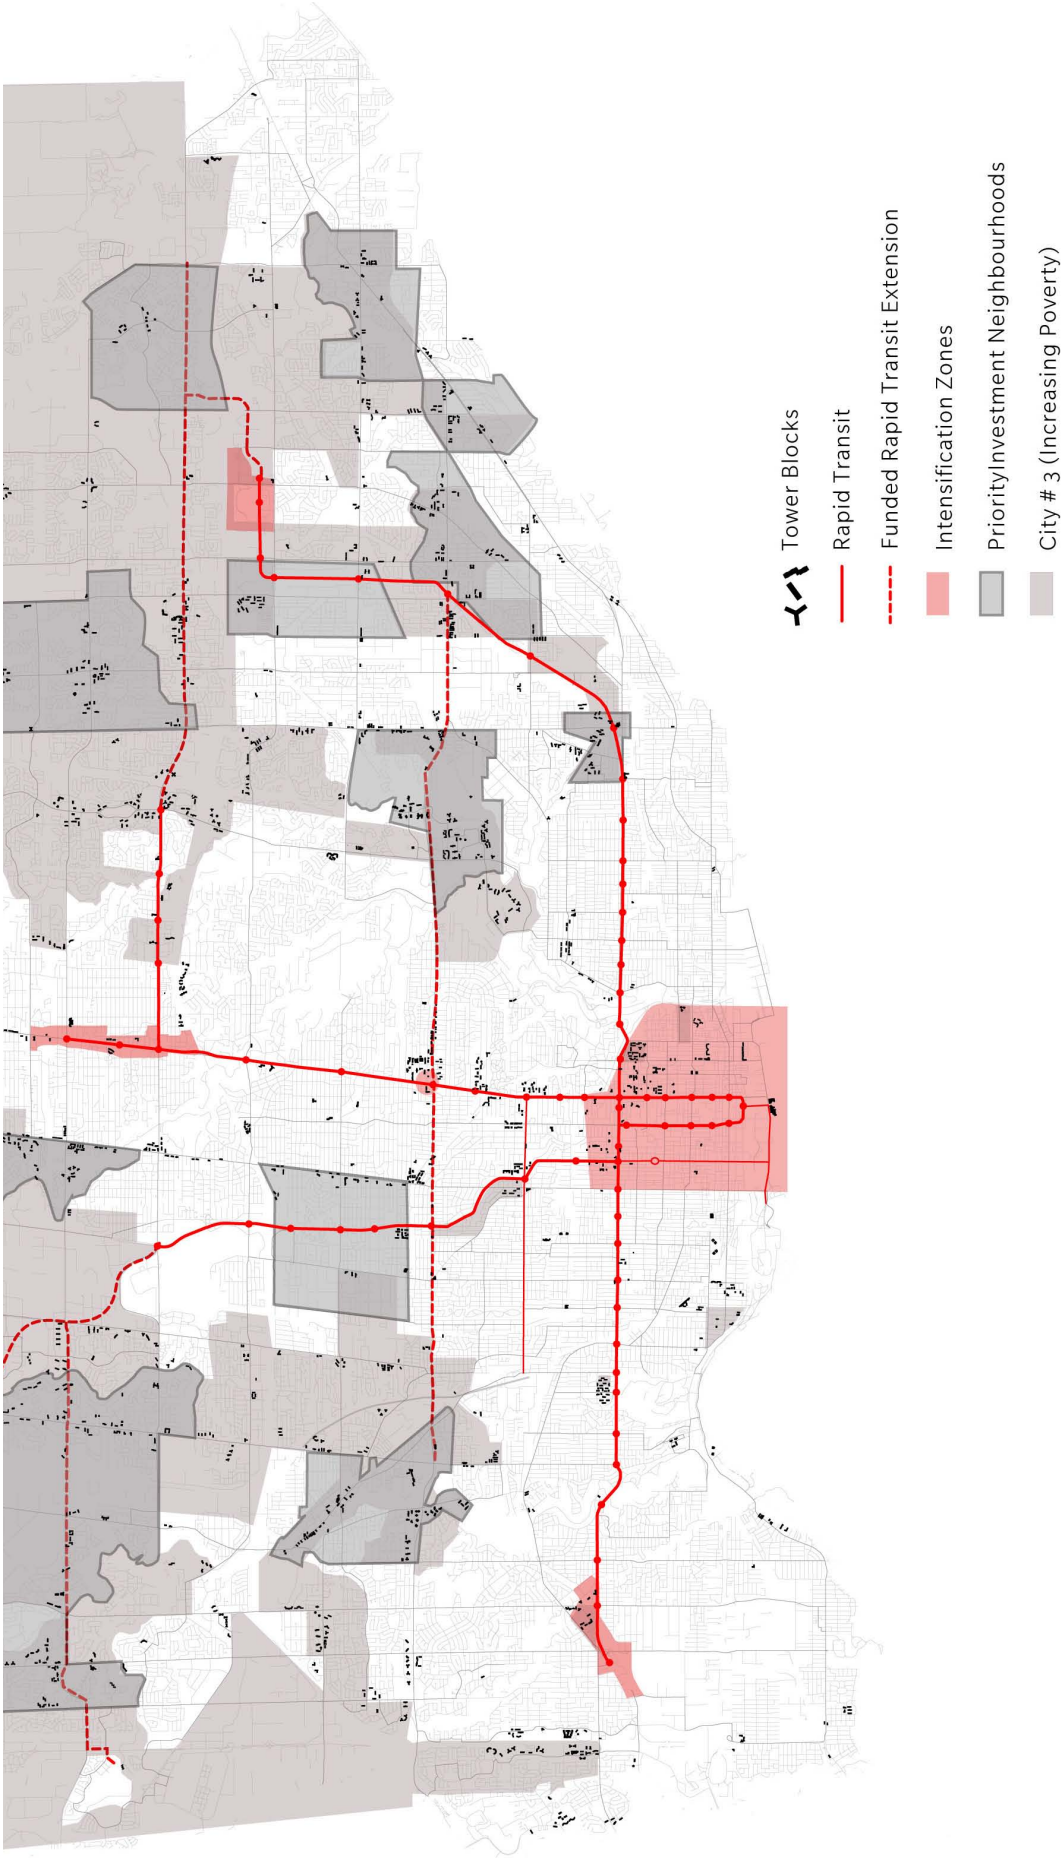 Tower Blocks
Rapid Transit
Funded Rapid Transit Extension
Intensification Zones
PriorityInvestment Neighbourhoods
City # 3 (Increasing Poverty)